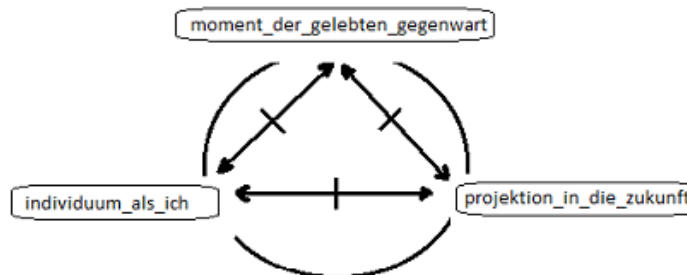 moment_der_gelebten_gegenwart
individuum_als_ich
projektion_in_die_zukunft